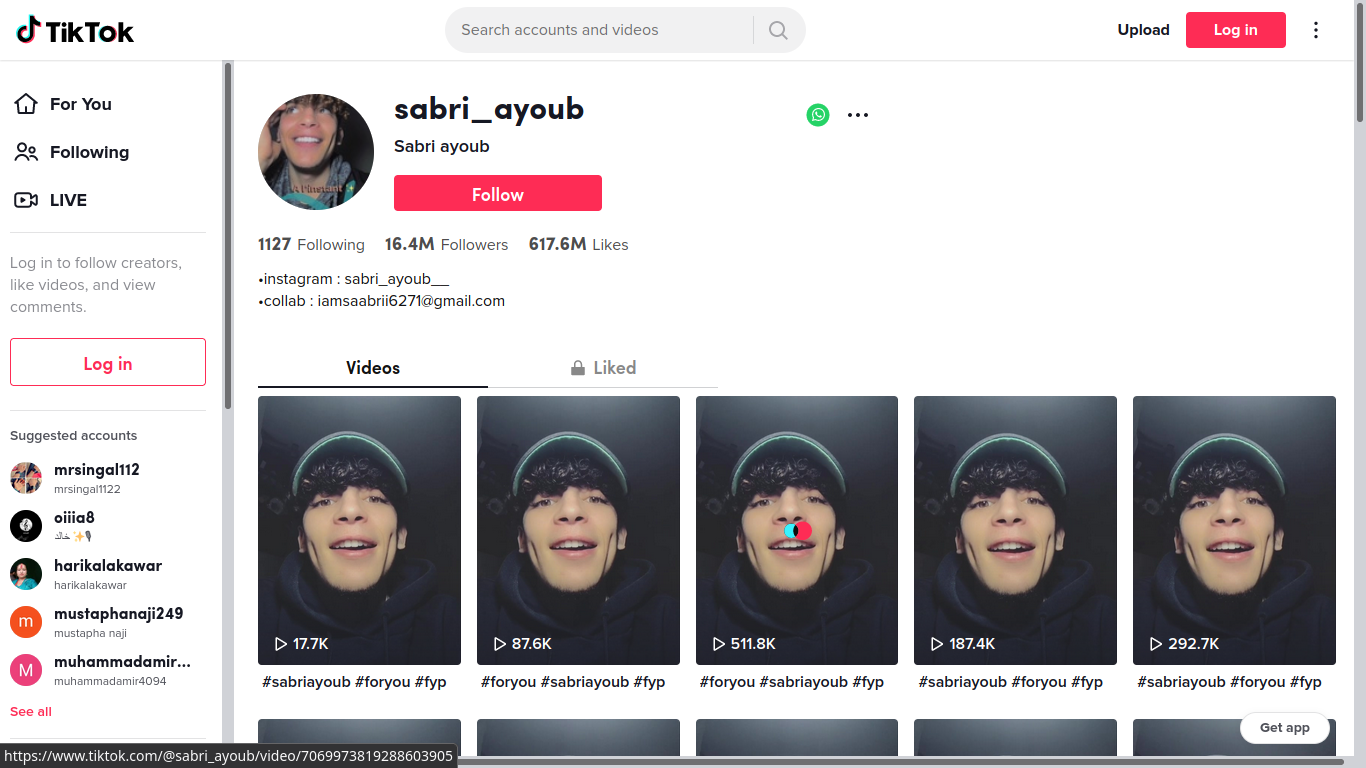 TikTok
Search accounts and videos
Upload
Log in
For You
Following
LIVE
Log in to follow creators,
like videos, and view
comments.
Log in
Suggested accounts
mrsingal112
mrsingal1122
oiiia8
خالد✨🎙
harikalakawar
harikalakawar
m
mustaphanaji249
mustapha naji
M
muhammadamir...
muhammadamir4094
See all
sabri_ayoub
Sabri ayoub
Follow
1127 Following 16.4M Followers 617.6M Likes
•instagram : sabri_ayoub__
•collab : iamsaabrii6271@gmail.com
Videos
Liked
17.7K
87.6K
511.8K
187.4K
292.7K
#sabriayoub #foryou #fyp
#foryou #sabriayoub #fyp
#foryou #sabriayoub #fyp
#sabriayoub #foryou #fyp
#sabriayoub #foryou #fyp
Get app
https://www.tiktok.com/@sabri_ayoub/video/7069973819288603905